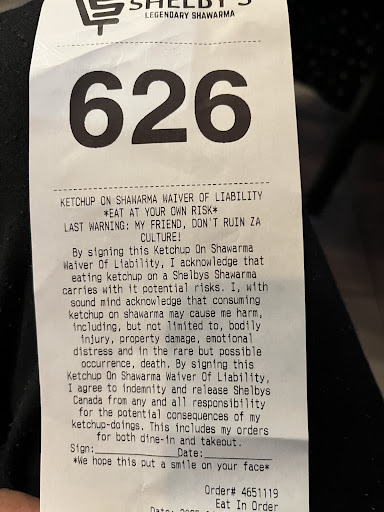 SHELBY'S
LEGENDARY SHAWARMA
626
KETCHUP ON SHAWARMA WAIVER OF LIABILITY
*EAT AT YOUR OWN RISK*
LAST WARNING: MY FRIEND, DON'T RUIN ZA
CULTURE!
By signing this Ketchup On Shawarma
Waiver Of Liability, I acknowledge that
eating ketchup on a Shelbys Shawarma
carries with it potential risks. I, with
sound mind acknowledge that consuming
ketchup on shawarma may cause me harm,
including, but not limited to, bodily
injury, property damage, emotional
distress and in the rare but possible
occurrence, death. By signing this
Ketchup On Shawarma Waiver Of Liability,
I agree to indemnity and release Shelbys
Canada from any and all responsibility
for the potential consequences of my
ketchup-doings. This includes my orders
for both dine-in and takeout.
Sign:____________Date:__________
*We hope this put a smile on your face*
Order# 4651119
Eat In Order